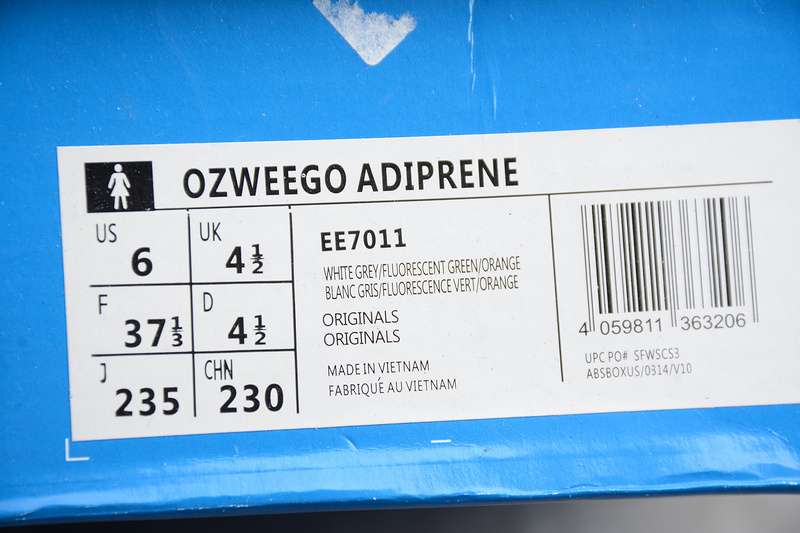 OZWEEGO ADIPRENE
US 6
UK 4 1/2
F 37 1/3
D 4 1/2
J 235
CHN 230
EE7011
WHITE GREY/FLUORESCENT GREEN/ORANGE
BLANC GRIS/FLUORESCENCE VERT/ORANGE
ORIGINALS
ORIGINALS
MADE IN VIETNAM
FABRIQUÉ AU VIETNAM
4 059811 363206
UPC PO# SFWSCS3
ABSBOXUS/0314/V10